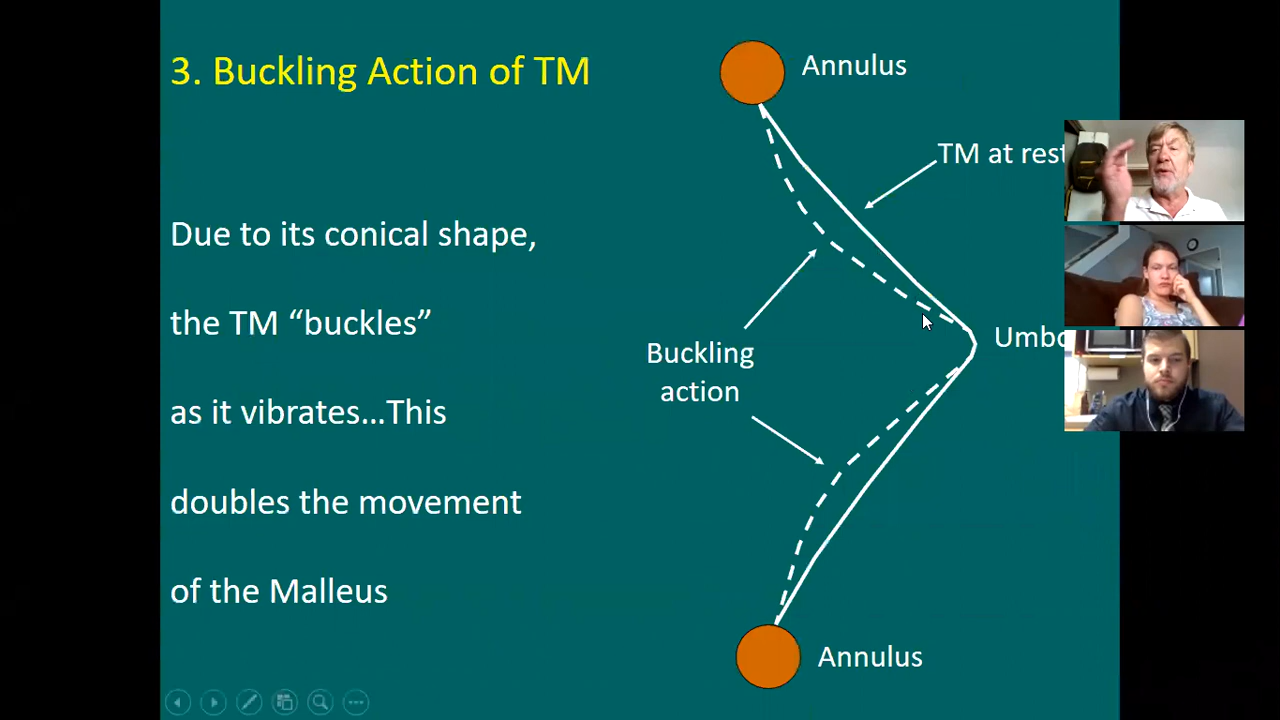 3. Buckling Action of TM
Annulus
TM at rest
Due to its conical shape,
the TM “buckles”
as it vibrates...This
doubles the movement
of the Malleus
Buckling
action
Umbo
Annulus